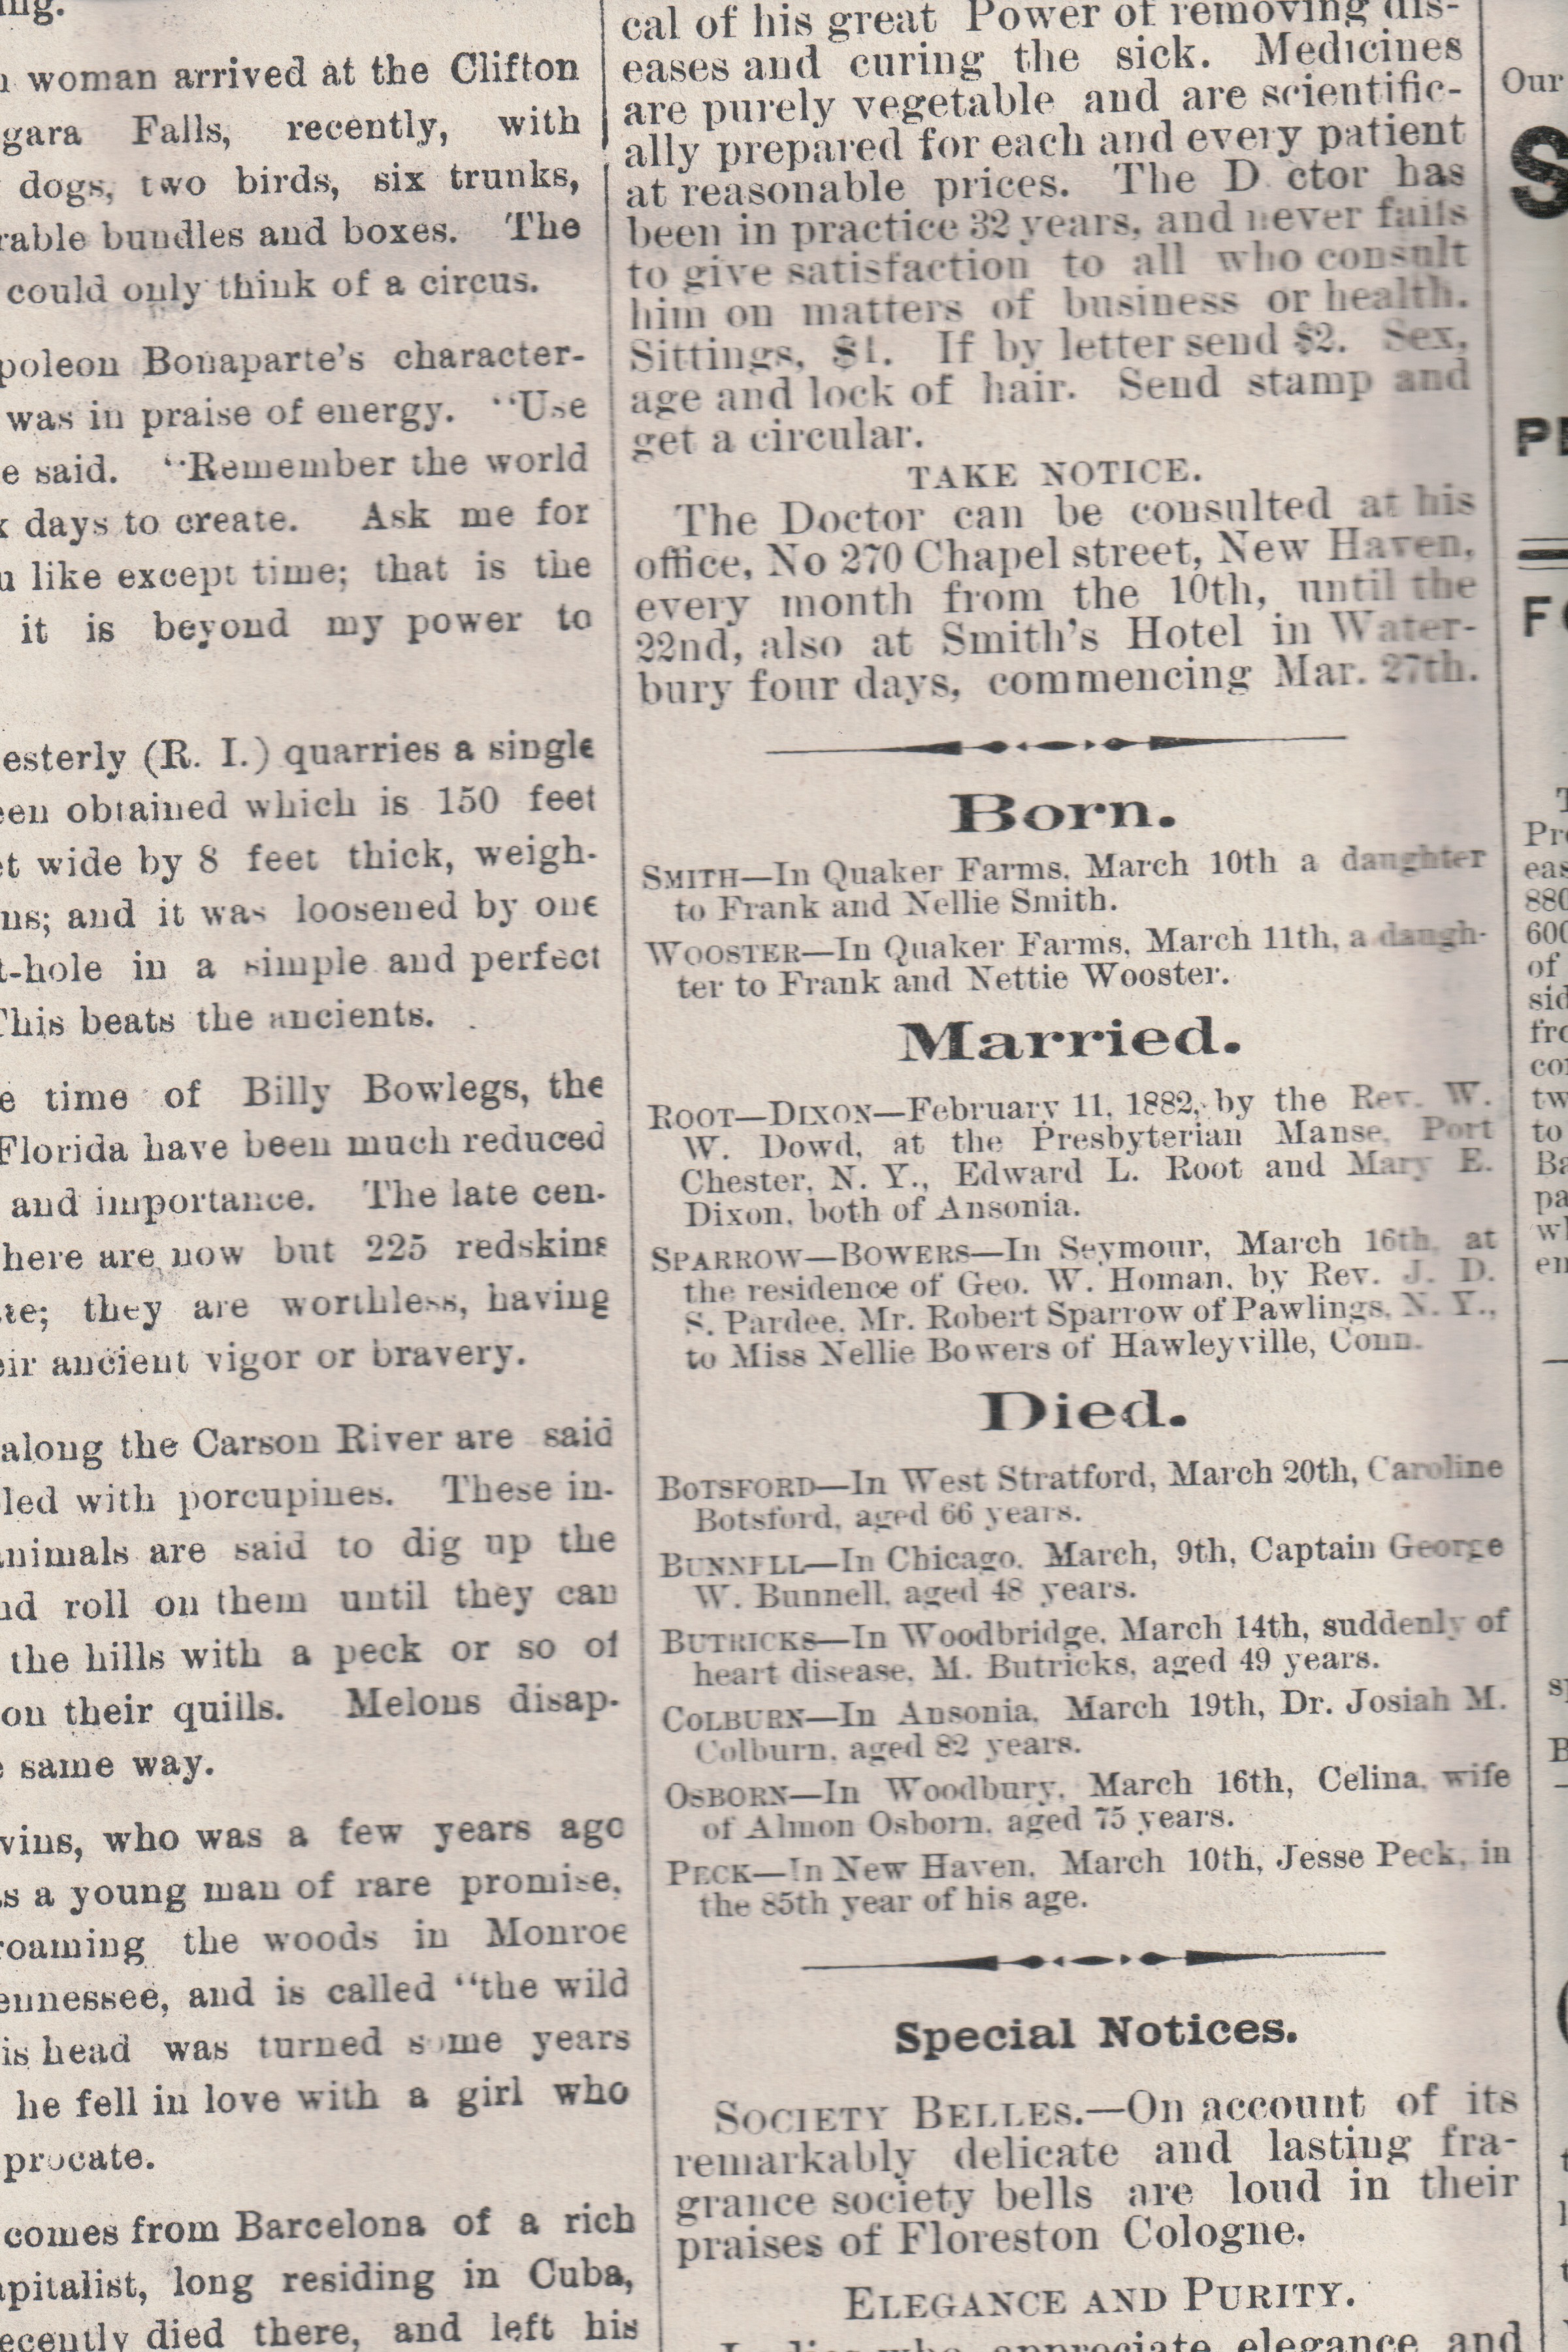 ing.
woman arrived at the Clifton
gara Falls, recently, with
dogs, two birds, six trunks,
rable bundles and boxes. The
could only think of a circus.
poleon Bonaparte's character-
was in praise of energy. "Use
e said. "Remember the world
x days to create. Ask me for
u like except time; that is the
it is beyond my power to
esterly (R. I.) quarries a single
een obtained which is 150 feet
et wide by 8 feet thick, weigh-
ns; and it was loosened by one
t-hole in a simple and perfect
This beats the ancients.
e time of Billy Bowlegs, the
Florida have been much reduced
and importance. The late cen-
here are now but 225 redskins
te; they are worthless, having
eir ancient vigor or bravery.
along the Carson River are said
led with porcupines. These in-
animals are said to dig up the
nd roll on them until they can
the hills with a peck or so of
on their quills. Melons disap-
e same way.
vins, who was a few years ago
as a young man of rare promise,
roaming the woods in Monroe
ennessee, and is called "the wild
is head was turned some years
he fell in love with a girl who
procate.
comes from Barcelona of a rich
apitalist, long residing in Cuba,
recently died there, and left his
cal of his great Power of removing dis-
eases and curing the sick. Medicines
are purely vegetable and are scientific-
ally prepared for each and every patient
at reasonable prices. The D ctor has
been in practice 32 years, and never fails
to give satisfaction to all who consult
him on matters of business or health.
Sittings, $1. If by letter send $2. Sex,
age and lock of hair. Send stamp and
get a circular.
TAKE NOTICE.
The Doctor can be consulted at his
office, No 270 Chapel street, New Haven,
every month from the 10th, until the
22nd, also at Smith's Hotel in Water-
bury four days, commencing Mar. 27th.
Born.
SMITH—In Quaker Farms, March 10th a daughter
to Frank and Nellie Smith.
WOOSTER—In Quaker Farms, March 11th, a daugh-
ter to Frank and Nettie Wooster.
Married.
ROOT—DIXON—February 11, 1882, by the Rev. W.
W. Dowd, at the Presbyterian Manse, Port
Chester, N. Y., Edward L. Root and Mary E.
Dixon, both of Ansonia.
SPARROW—BOWERS—In Seymour, March 16th, at
the residence of Geo. W. Homan, by Rev. J. D.
S. Pardee, Mr. Robert Sparrow of Pawlings, N. Y.,
to Miss Nellie Bowers of Hawleyville, Conn.
Died.
BOTSFORD—In West Stratford, March 20th, Caroline
Botsford, aged 66 years.
BUNNELL—In Chicago, March, 9th, Captain George
W. Bunnell, aged 48 years.
BUTRICKS—In Woodbridge, March 14th, suddenly of
heart disease, M. Butricks, aged 49 years.
COLBURN—In Ansonia, March 19th, Dr. Josiah M.
Colburn, aged 82 years.
OSBORN—In Woodbury, March 16th, Celina, wife
of Almon Osborn, aged 75 years.
PECK—In New Haven, March 10th, Jesse Peck, in
the 85th year of his age.
Special Notices.
SOCIETY BELLES.—On account of its
remarkably delicate and lasting fra-
grance society bells are loud in their
praises of Floreston Cologne.
ELEGANCE AND PURITY.
appreciate elegance and
Our
S
PE
FO
Pro
eas
880
600
of
sid
fro
con
tw
to
Ba
pa
wh
en
sp
B